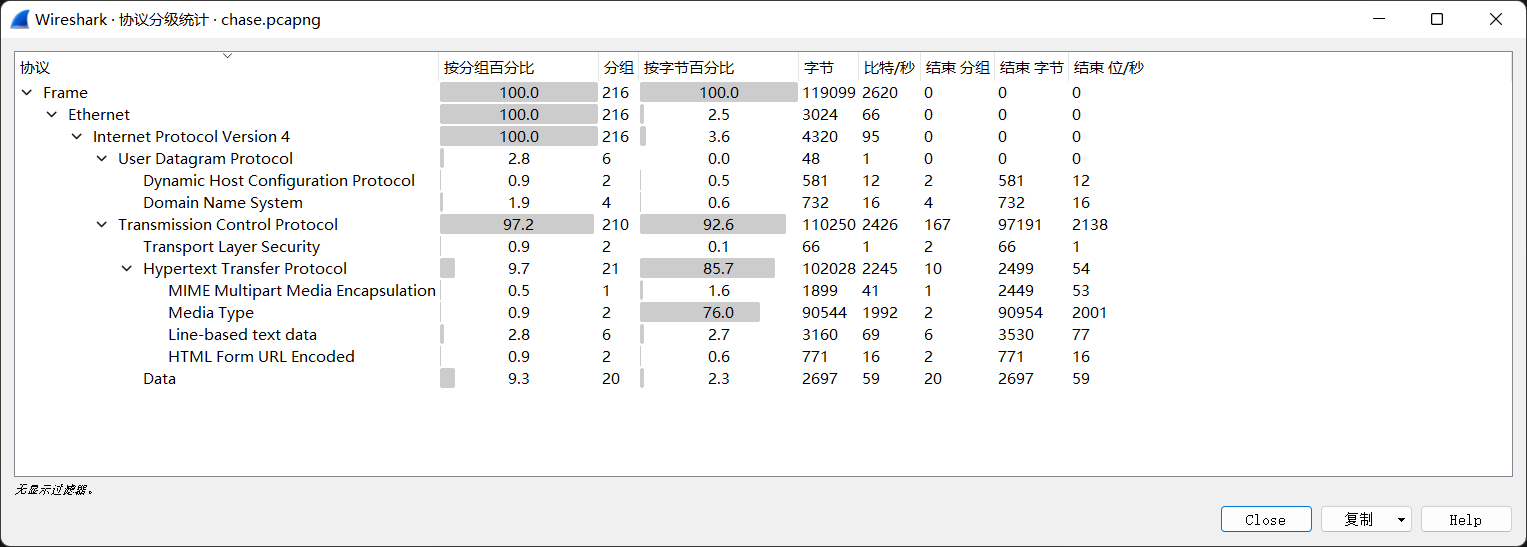 Wireshark · 协议分级统计 · chase.pcapng
协议 按分组百分比 分组 按字节百分比 字节 比特/秒 结束 分组 结束 字节 结束 位/秒
Frame 100.0 216 100.0 119099 2620 0 0 0
Ethernet 100.0 216 2.5 3024 66 0 0 0
Internet Protocol Version 4 100.0 216 3.6 4320 95 0 0 0
User Datagram Protocol 2.8 6 0.0 48 1 0 0 0
Dynamic Host Configuration Protocol 0.9 2 0.5 581 12 2 581 12
Domain Name System 1.9 4 0.6 732 16 4 732 16
Transmission Control Protocol 97.2 210 92.6 110250 2426 167 97191 2138
Transport Layer Security 0.9 2 0.1 66 1 2 66 1
Hypertext Transfer Protocol 9.7 21 85.7 102028 2245 10 2499 54
MIME Multipart Media Encapsulation 0.5 1 1.6 1899 41 1 2449 53
Media Type 0.9 2 76.0 90544 1992 2 90954 2001
Line-based text data 2.8 6 2.7 3160 69 6 3530 77
HTML Form URL Encoded 0.9 2 0.6 771 16 2 771 16
Data 9.3 20 2.3 2697 59 20 2697 59
无显示过滤器。
Close 复制 Help